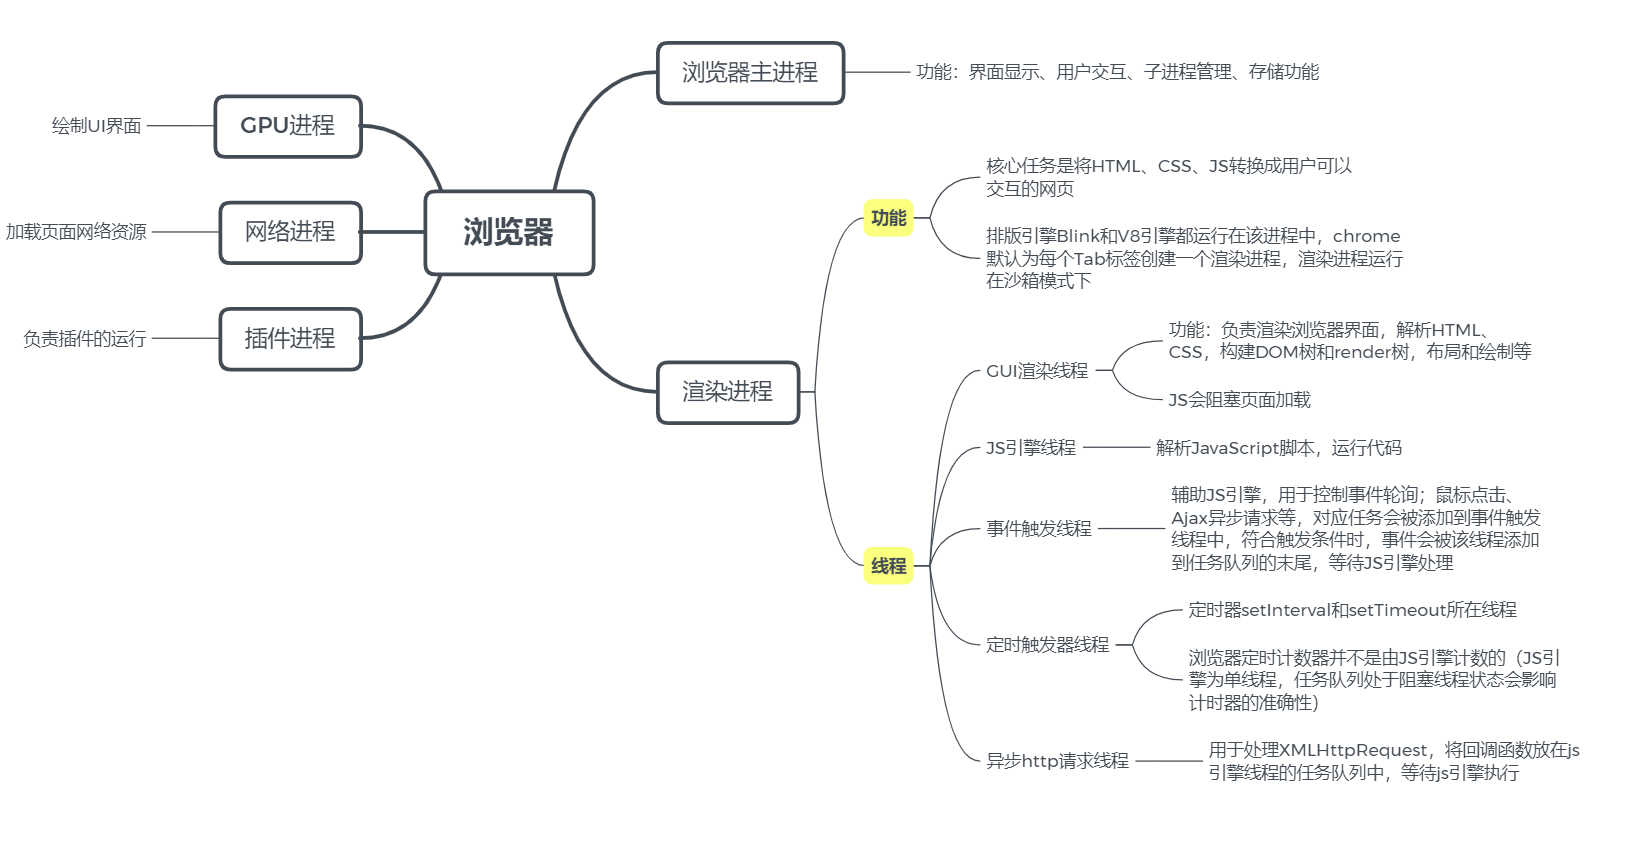 浏览器
浏览器主进程
功能：界面显示、用户交互、子进程管理、存储功能
GPU进程
绘制UI界面
网络进程
加载页面网络资源
插件进程
负责插件的运行
渲染进程
功能
核心任务是将HTML、CSS、JS转换成用户可以
交互的网页
排版引擎Blink和V8引擎都运行在该进程中，chrome
默认为每个Tab标签创建一个渲染进程，渲染进程运行
在沙箱模式下
线程
GUI渲染线程
功能：负责渲染浏览器界面，解析HTML、
CSS，构建DOM树和render树，布局和绘制等
JS会阻塞页面加载
JS引擎线程
解析JavaScript脚本，运行代码
事件触发线程
辅助JS引擎，用于控制事件轮询；鼠标点击、
Ajax异步请求等，对应任务会被添加到事件触发
线程中，符合触发条件时，事件会被该线程添加
到任务队列的末尾，等待JS引擎处理
定时触发器线程
定时器setInterval和setTimeout所在线程
浏览器定时计数器并不是由JS引擎计数的（JS引
擎为单线程，任务队列处于阻塞线程状态会影响
计时器的准确性）
异步http请求线程
用于处理XMLHttpRequest，将回调函数放在js
引擎线程的任务队列中，等待js引擎执行